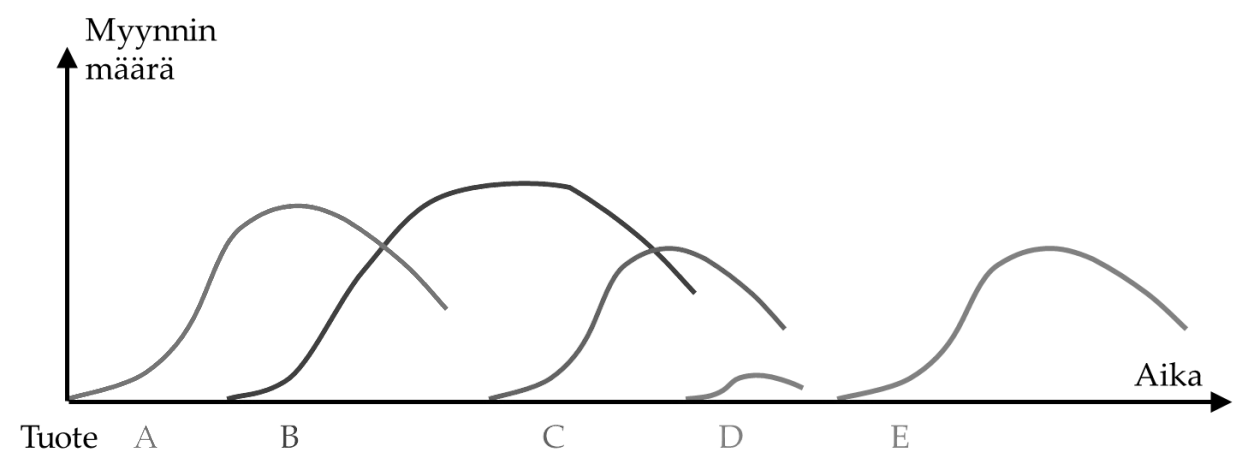 Myynnin
määrä
Aika
Tuote A B C D E